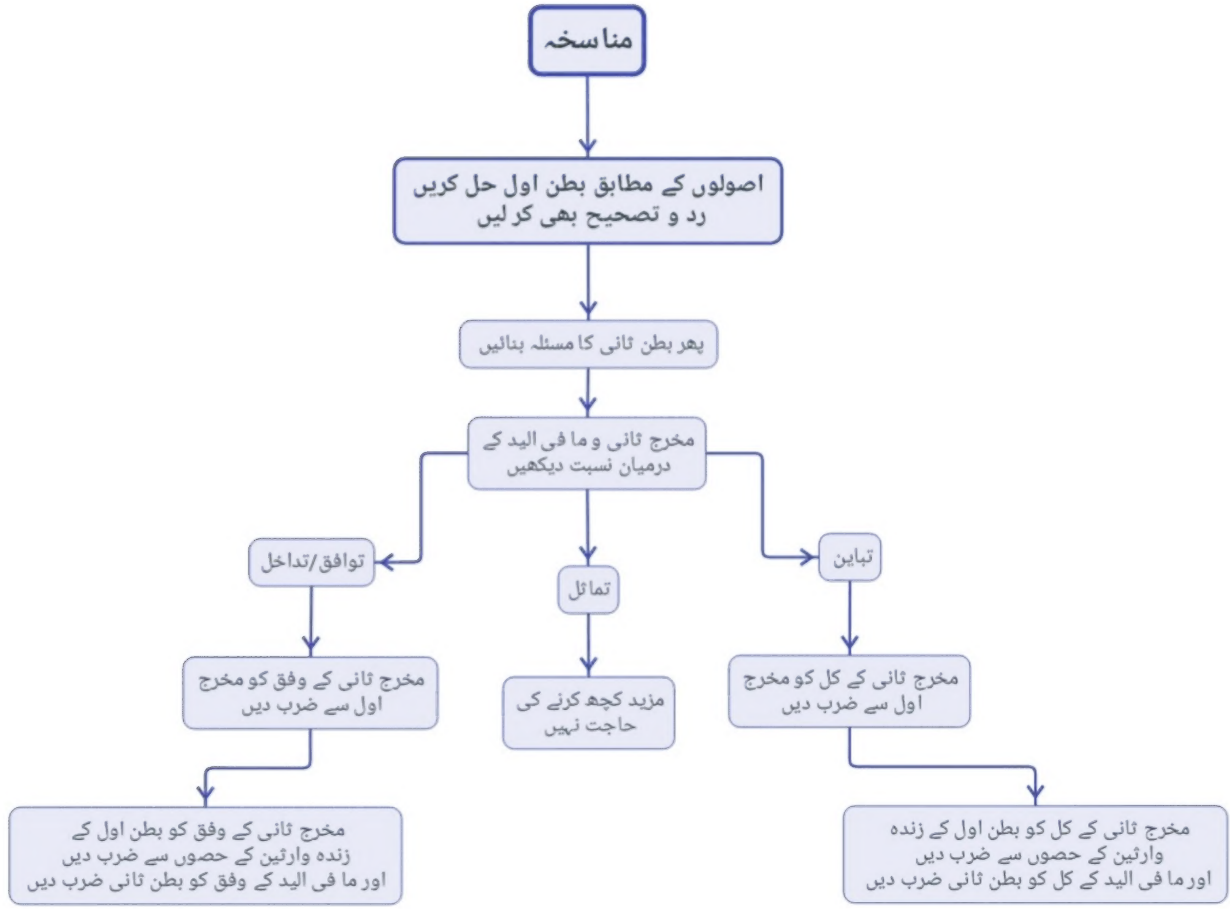 مناسخہ
اصولوں کے مطابق بطن اول حل کریں
رد و تصحیح بھی کر لیں
پھر بطن ثانی کا مسئلہ بنائیں
مخرج ثانی و ما فی الید کے
درمیان نسبت دیکھیں
تباین
تماثل
توافق/تداخل
مخرج ثانی کے کل کو مخرج
اول سے ضرب دیں
مزید کچھ کرنے کی
حاجت نہیں
مخرج ثانی کے وفق کو مخرج
اول سے ضرب دیں
مخرج ثانی کے کل کو بطن اول کے زندہ
وارثین کے حصوں سے ضرب دیں
اور ما فی الید کے کل کو بطن ثانی ضرب دیں
مخرج ثانی کے وفق کو بطن اول کے
زندہ وارثین کے حصوں سے ضرب دیں
اور ما فی الید کے وفق کو بطن ثانی ضرب دیں